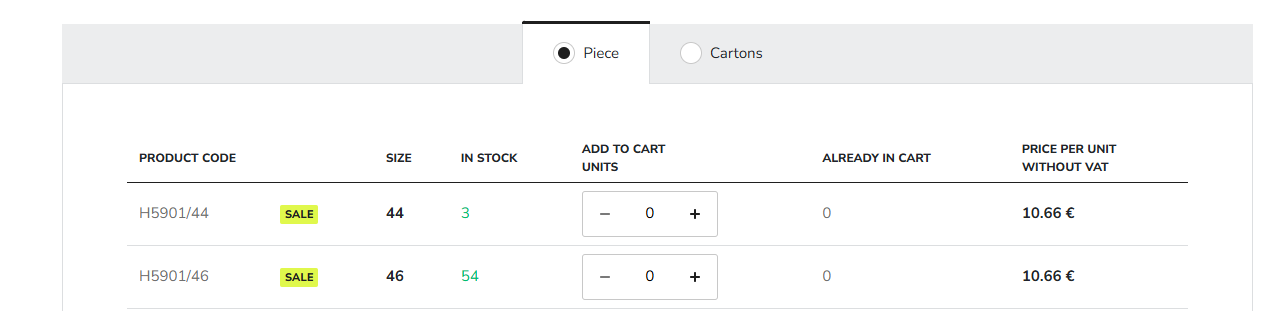 Piece Cartons
PRODUCT CODE SIZE IN STOCK ADD TO CART UNITS ALREADY IN CART PRICE PER UNIT WITHOUT VAT
H5901/44 SALE 44 3 − 0 + 0 10.66 €
H5901/46 SALE 46 54 − 0 + 0 10.66 €